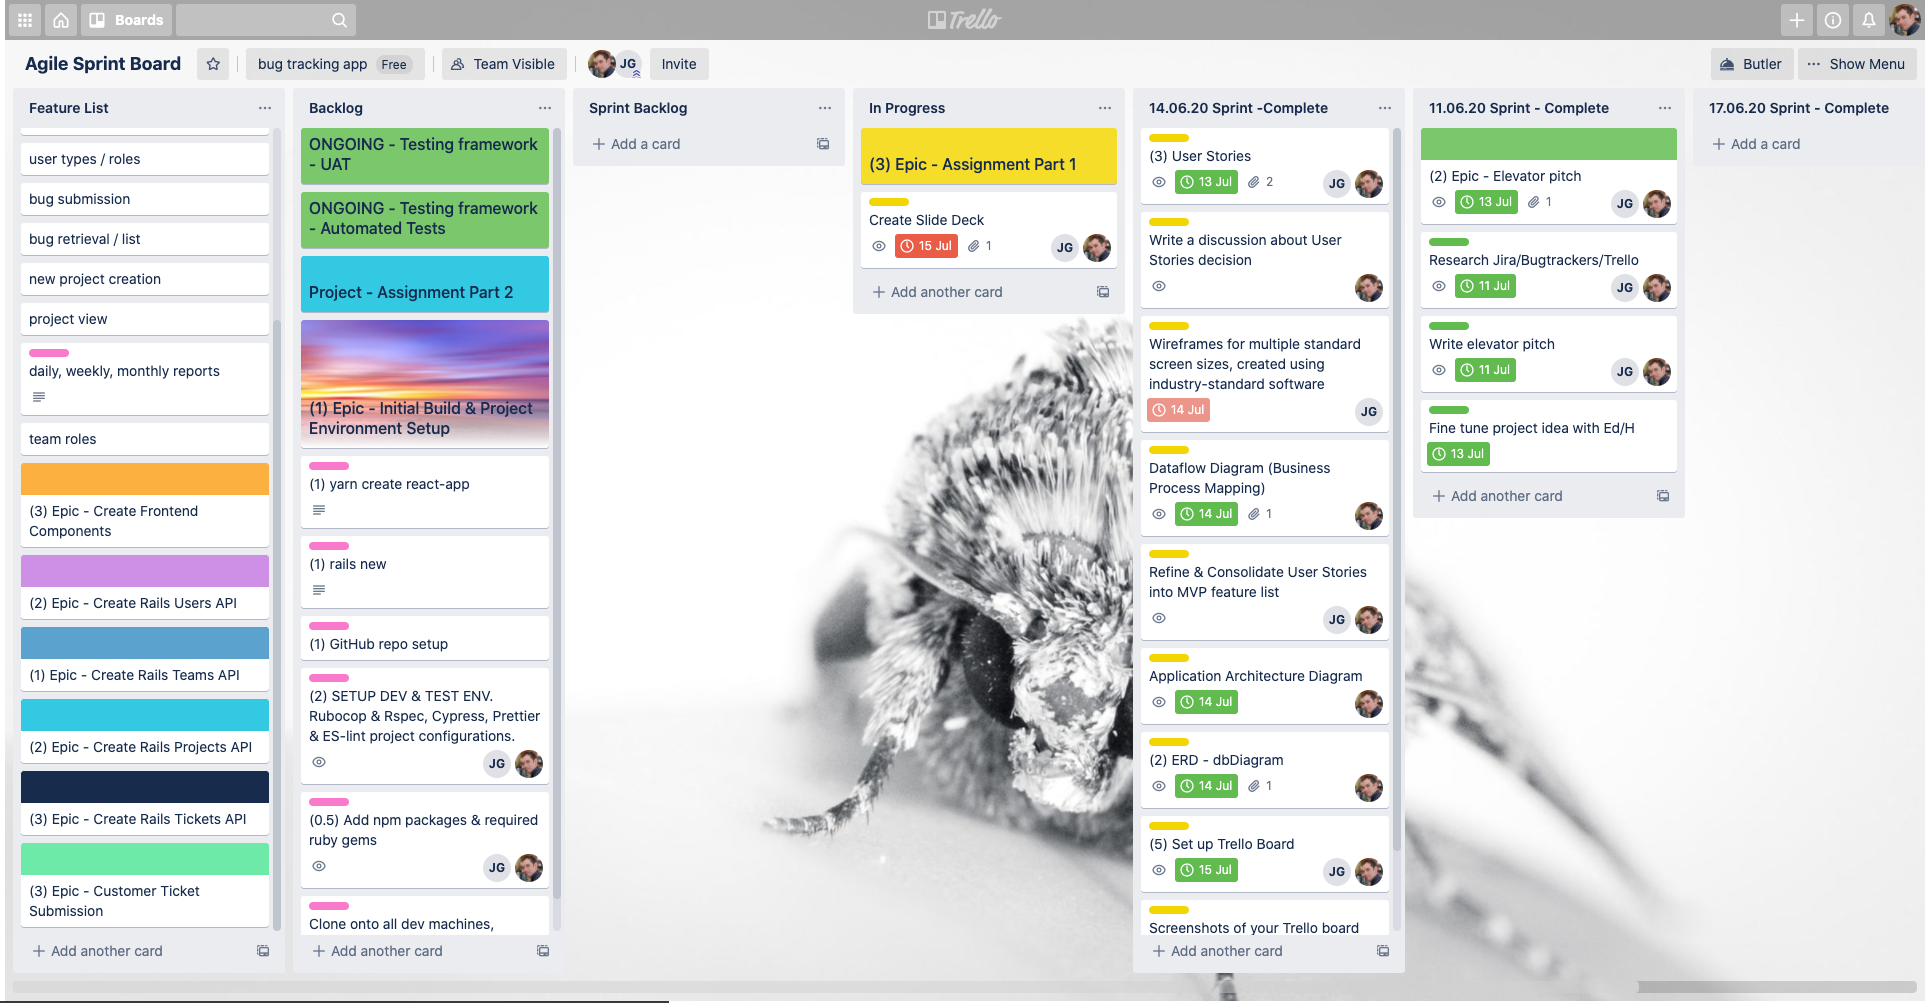 Boards
Trello
Agile Sprint Board
bug tracking app Free
Team Visible
JG
Invite
Butler
··· Show Menu
Feature List ···
user types / roles
bug submission
bug retrieval / list
new project creation
project view
daily, weekly, monthly reports
team roles
(3) Epic - Create Frontend
Components
(2) Epic - Create Rails Users API
(1) Epic - Create Rails Teams API
(2) Epic - Create Rails Projects API
(3) Epic - Create Rails Tickets API
(3) Epic - Customer Ticket
Submission
+ Add another card
Backlog ···
ONGOING - Testing framework
- UAT
ONGOING - Testing framework
- Automated Tests
Project - Assignment Part 2
(1) Epic - Initial Build & Project
Environment Setup
(1) yarn create react-app
(1) rails new
(1) GitHub repo setup
(2) SETUP DEV & TEST ENV.
Rubocop & Rspec, Cypress, Prettier
& ES-lint project configurations.
JG
(0.5) Add npm packages & required
ruby gems
JG
Clone onto all dev machines,
+ Add another card
Sprint Backlog ···
+ Add a card
In Progress ···
(3) Epic - Assignment Part 1
Create Slide Deck
15 Jul 1 JG
+ Add another card
14.06.20 Sprint -Complete ···
(3) User Stories
13 Jul 2 JG
Write a discussion about User
Stories decision
Wireframes for multiple standard
screen sizes, created using
industry-standard software
14 Jul JG
Dataflow Diagram (Business
Process Mapping)
14 Jul 1
Refine & Consolidate User Stories
into MVP feature list
JG
Application Architecture Diagram
14 Jul
(2) ERD - dbDiagram
14 Jul 1
(5) Set up Trello Board
15 Jul JG
Screenshots of your Trello board
+ Add another card
11.06.20 Sprint - Complete ···
(2) Epic - Elevator pitch
13 Jul 1 JG
Research Jira/Bugtrackers/Trello
11 Jul JG
Write elevator pitch
11 Jul JG
Fine tune project idea with Ed/H
13 Jul
+ Add another card
17.06.20 Sprint - Complete
+ Add a card